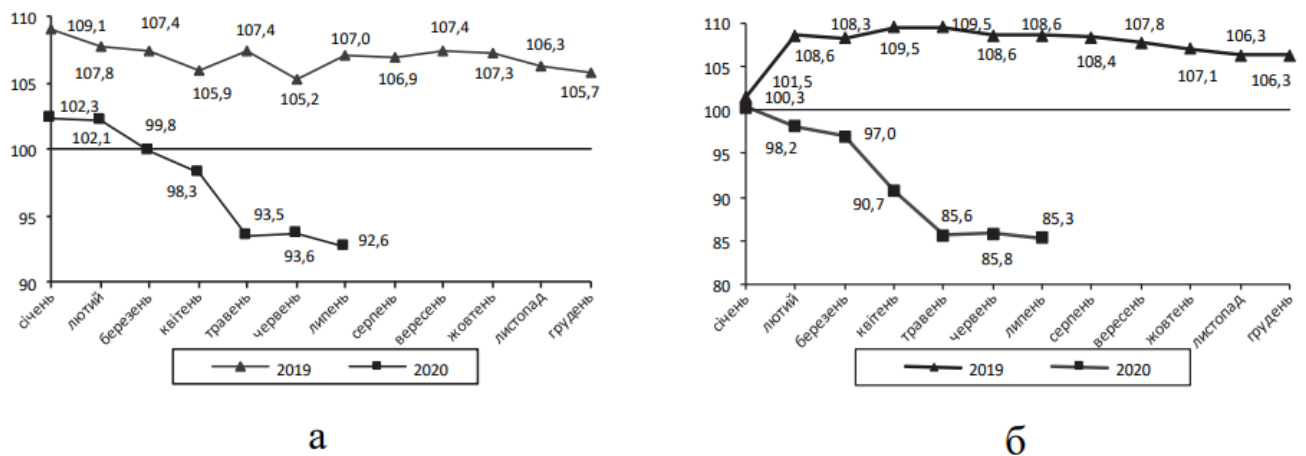 110
109,1
107,4
107,4
107,0
107,4
106,3
107,8
105,9
105,2
106,9
107,3
105,7
105
102,3
102,1
99,8
100
98,3
95
93,5
93,6
92,6
90
січень
лютий
березень
квітень
травень
червень
липень
серпень
вересень
жовтень
листопад
грудень
2019 2020
а
110
108,3
109,5
108,6
107,8
106,3
108,6
109,5
108,6
108,4
107,1
106,3
105
101,5
100,3
100
98,2
97,0
95
90,7
90
85,6
85,8
85,3
85
80
січень
лютий
березень
квітень
травень
червень
липень
серпень
вересень
жовтень
листопад
грудень
2019 2020
б